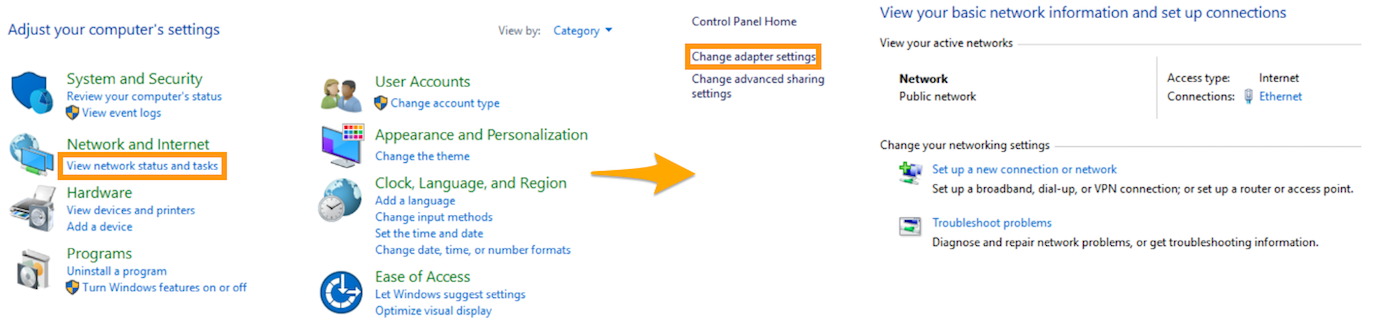 Adjust your computer's settings
View by: Category
System and Security
Review your computer's status
View event logs
Network and Internet
View network status and tasks
Hardware
View devices and printers
Add a device
Programs
Uninstall a program
Turn Windows features on or off
User Accounts
Change account type
Appearance and Personalization
Change the theme
Clock, Language, and Region
Add a language
Change input methods
Set the time and date
Change date, time, or number formats
Ease of Access
Let Windows suggest settings
Optimize visual display
Control Panel Home
Change adapter settings
Change advanced sharing
settings
View your basic network information and set up connections
View your active networks
Network
Public network
Access type: Internet
Connections: Ethernet
Change your networking settings
Set up a new connection or network
Set up a broadband, dial-up, or VPN connection; or set up a router or access point.
Troubleshoot problems
Diagnose and repair network problems, or get troubleshooting information.